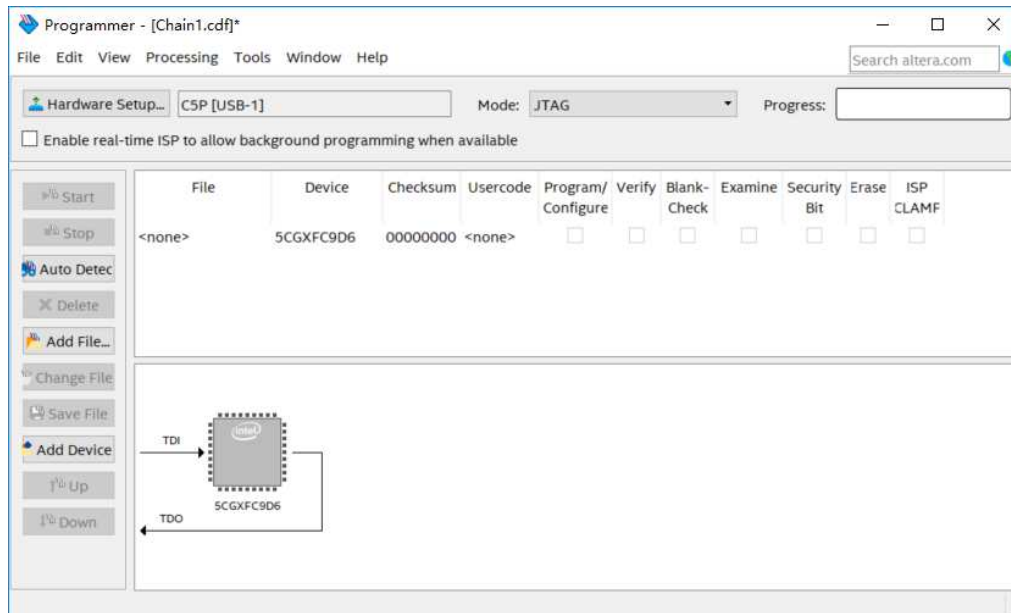 Programmer - [Chain1.cdf]*
File Edit View Processing Tools Window Help
Search altera.com
Hardware Setup... C5P [USB-1] Mode: JTAG Progress:
Enable real-time ISP to allow background programming when available
Start
Stop
Auto Detec
Delete
Add File...
Change File
Save File
Add Device
Up
Down
File Device Checksum Usercode Program/ Verify Blank- Examine Security Erase ISP
Configure Check Bit CLAMP
<none> 5CGXFC9D6 00000000 <none>
intel
TDI
5CGXFC9D6
TDO